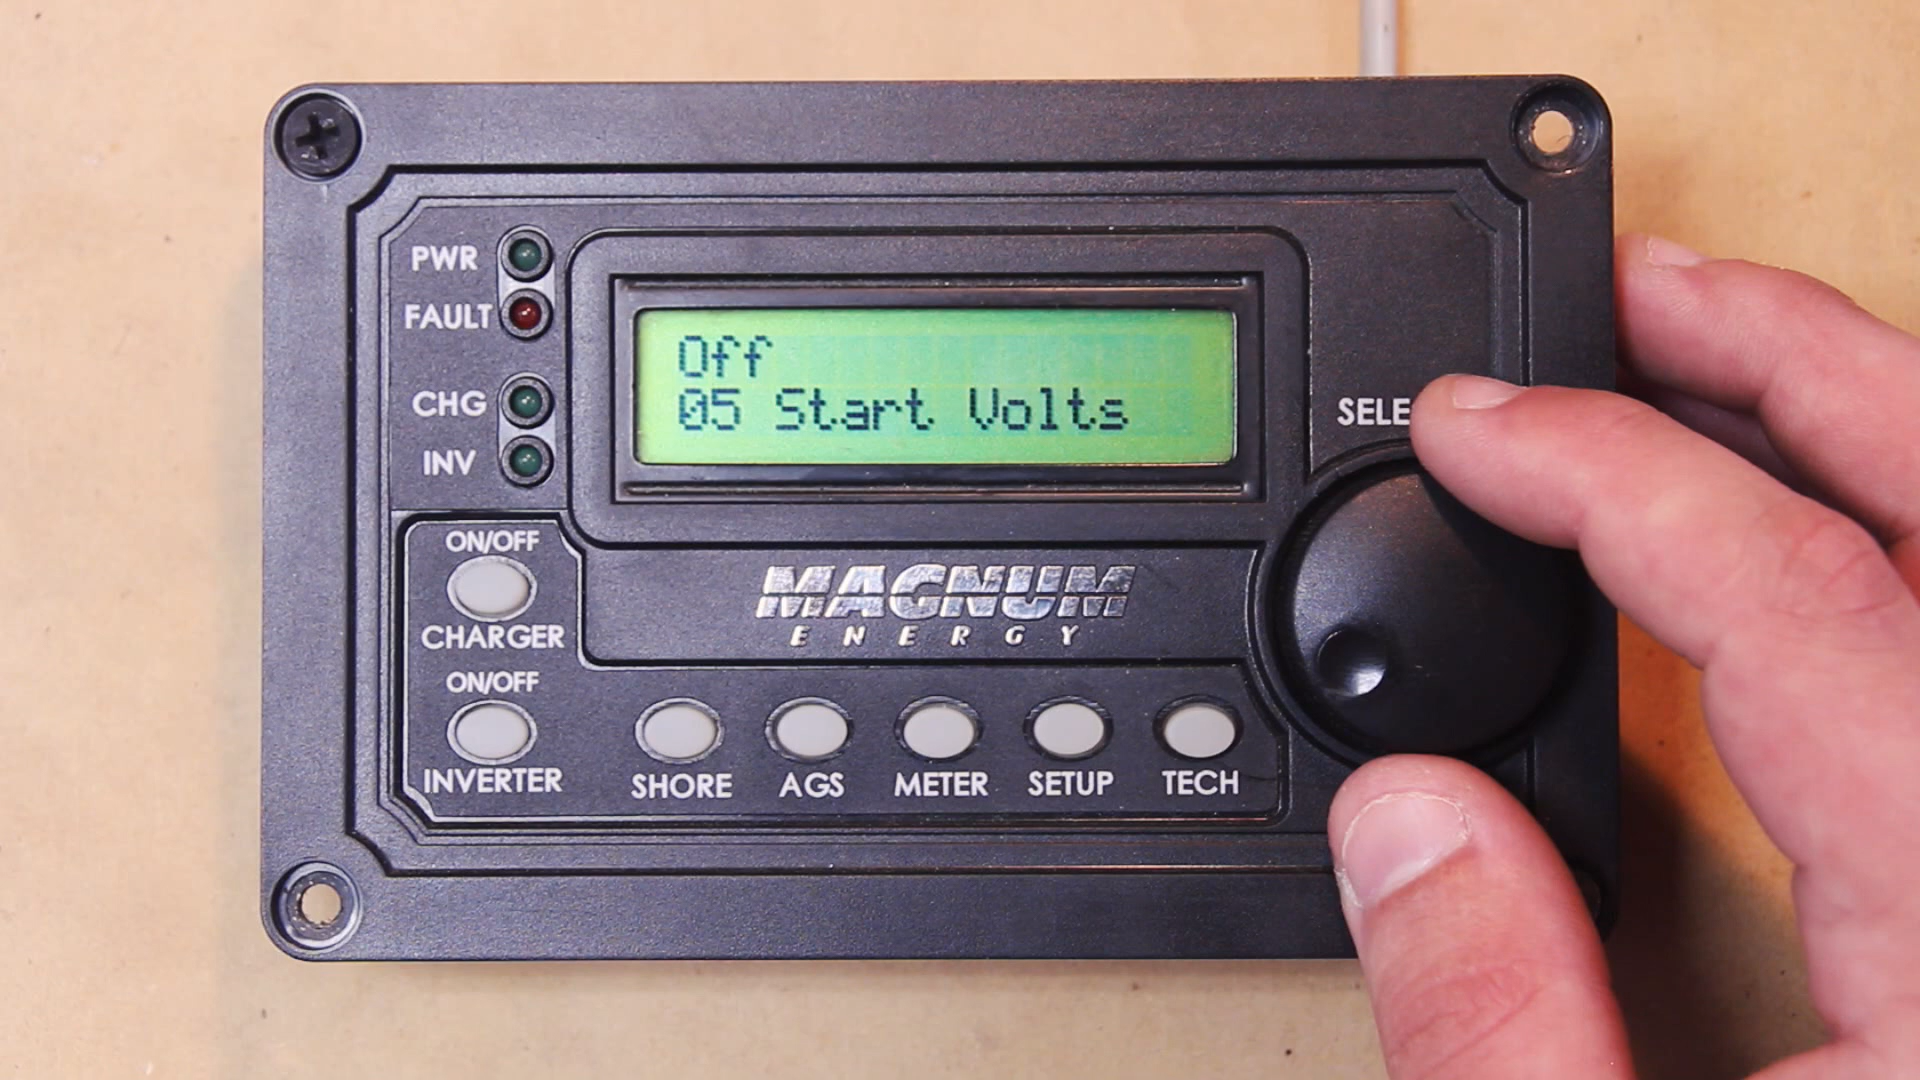 PWR
FAULT
CHG
INV
Off
05 Start Volts
SELE
ON/OFF
CHARGER
ON/OFF
INVERTER
MAGNUM
ENERGY
SHORE
AGS
METER
SETUP
TECH